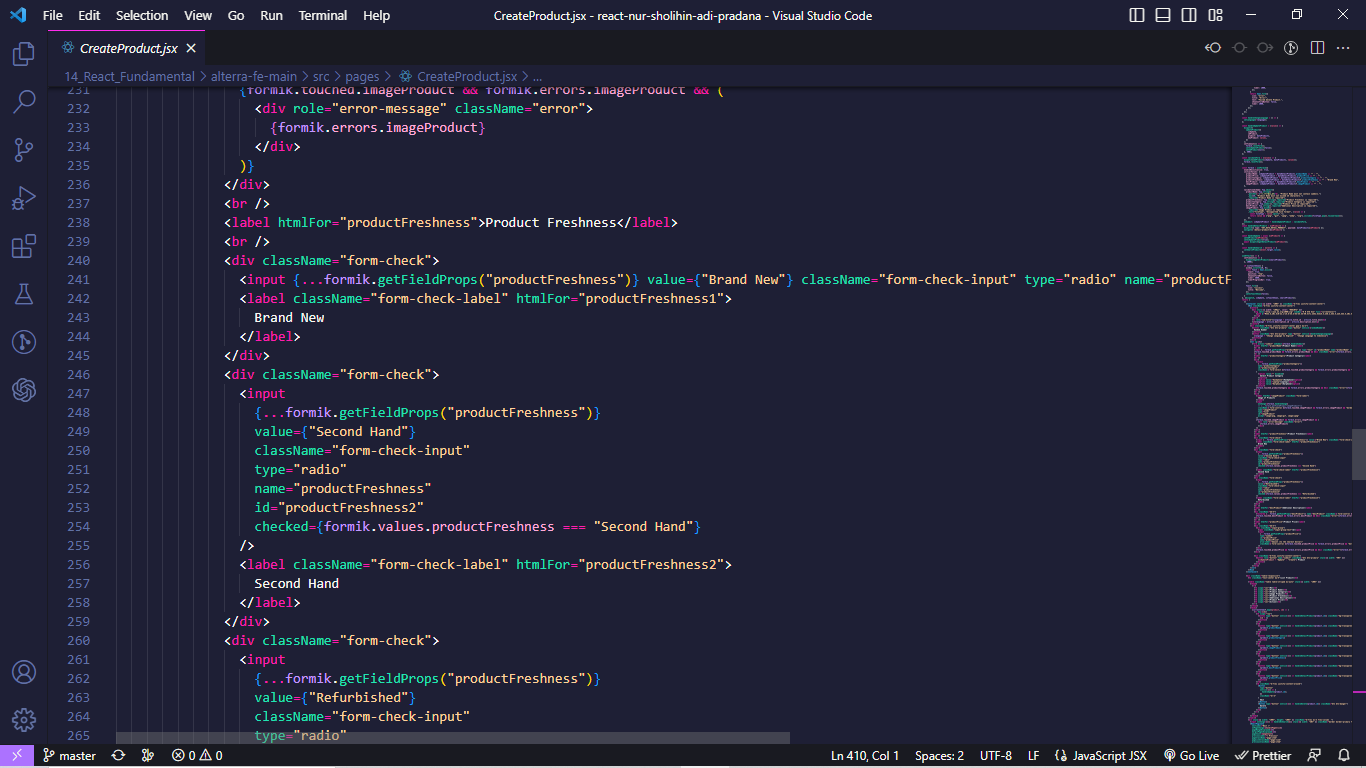 File Edit Selection View Go Run Terminal Help CreateProduct.jsx - react-nur-sholihin-adi-pradana - Visual Studio Code
CreateProduct.jsx
14_React_Fundamental > alterra-fe-main > src > pages > CreateProduct.jsx > ...
231 {formik.touched.imageProduct && formik.errors.imageProduct && (
232 <div role="error-message" className="error">
233 {formik.errors.imageProduct}
234 </div>
235 )}
236 </div>
237 <br />
238 <label htmlFor="productFreshness">Product Freshness</label>
239 <br />
240 <div className="form-check">
241 <input {...formik.getFieldProps("productFreshness")} value={"Brand New"} className="form-check-input" type="radio" name="productF
242 <label className="form-check-label" htmlFor="productFreshness1">
243 Brand New
244 </label>
245 </div>
246 <div className="form-check">
247 <input
248 {...formik.getFieldProps("productFreshness")}
249 value={"Second Hand"}
250 className="form-check-input"
251 type="radio"
252 name="productFreshness"
253 id="productFreshness2"
254 checked={formik.values.productFreshness === "Second Hand"}
255 />
256 <label className="form-check-label" htmlFor="productFreshness2">
257 Second Hand
258 </label>
259 </div>
260 <div className="form-check">
261 <input
262 {...formik.getFieldProps("productFreshness")}
263 value={"Refurbished"}
264 className="form-check-input"
265 type="radio"
master 0 0 Ln 410, Col 1 Spaces: 2 UTF-8 LF {} JavaScript JSX Go Live Prettier